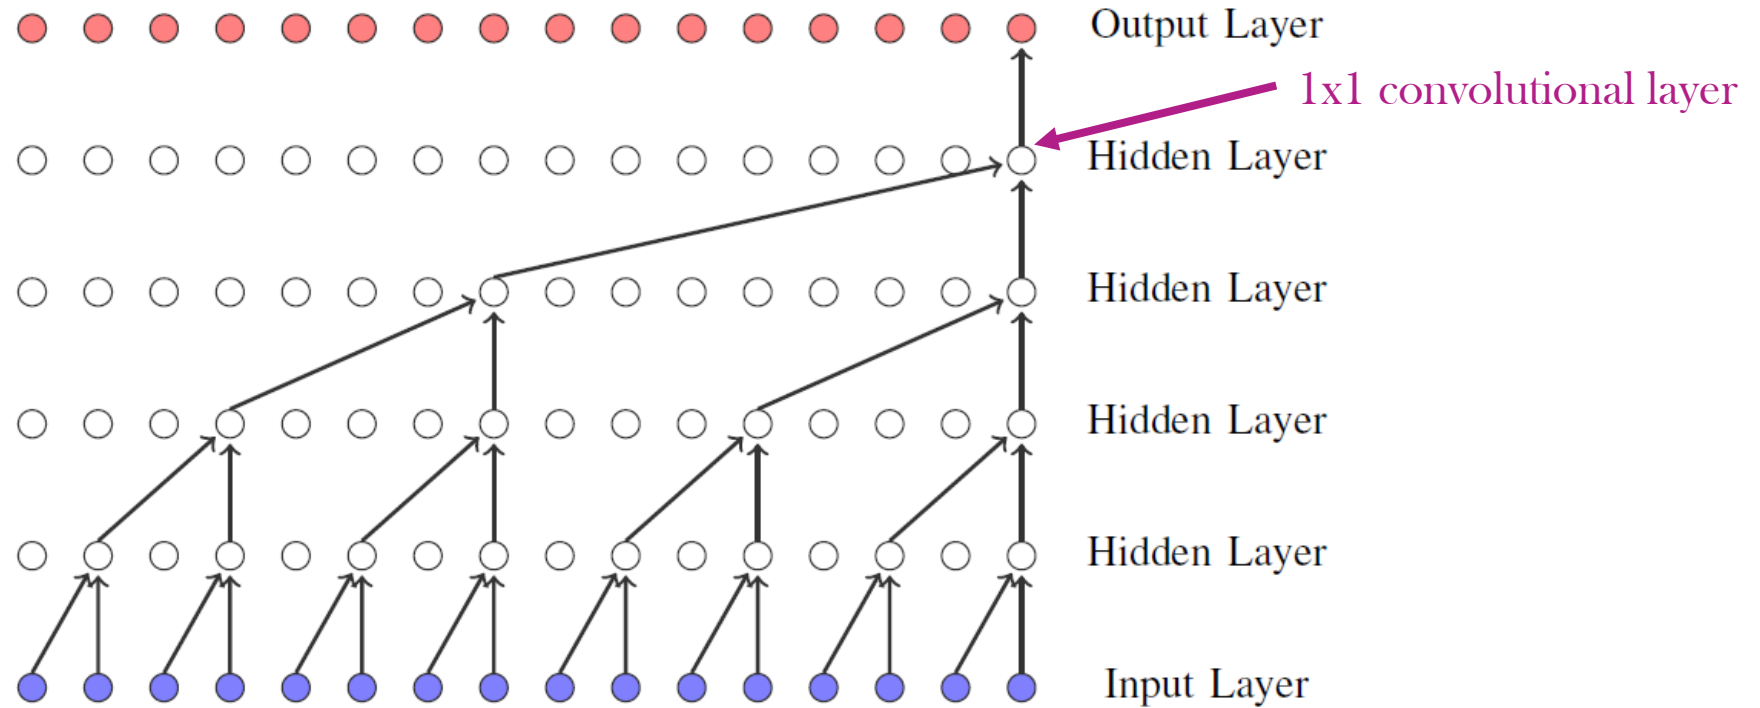 Output Layer
1x1 convolutional layer
Hidden Layer
Hidden Layer
Hidden Layer
Hidden Layer
Input Layer